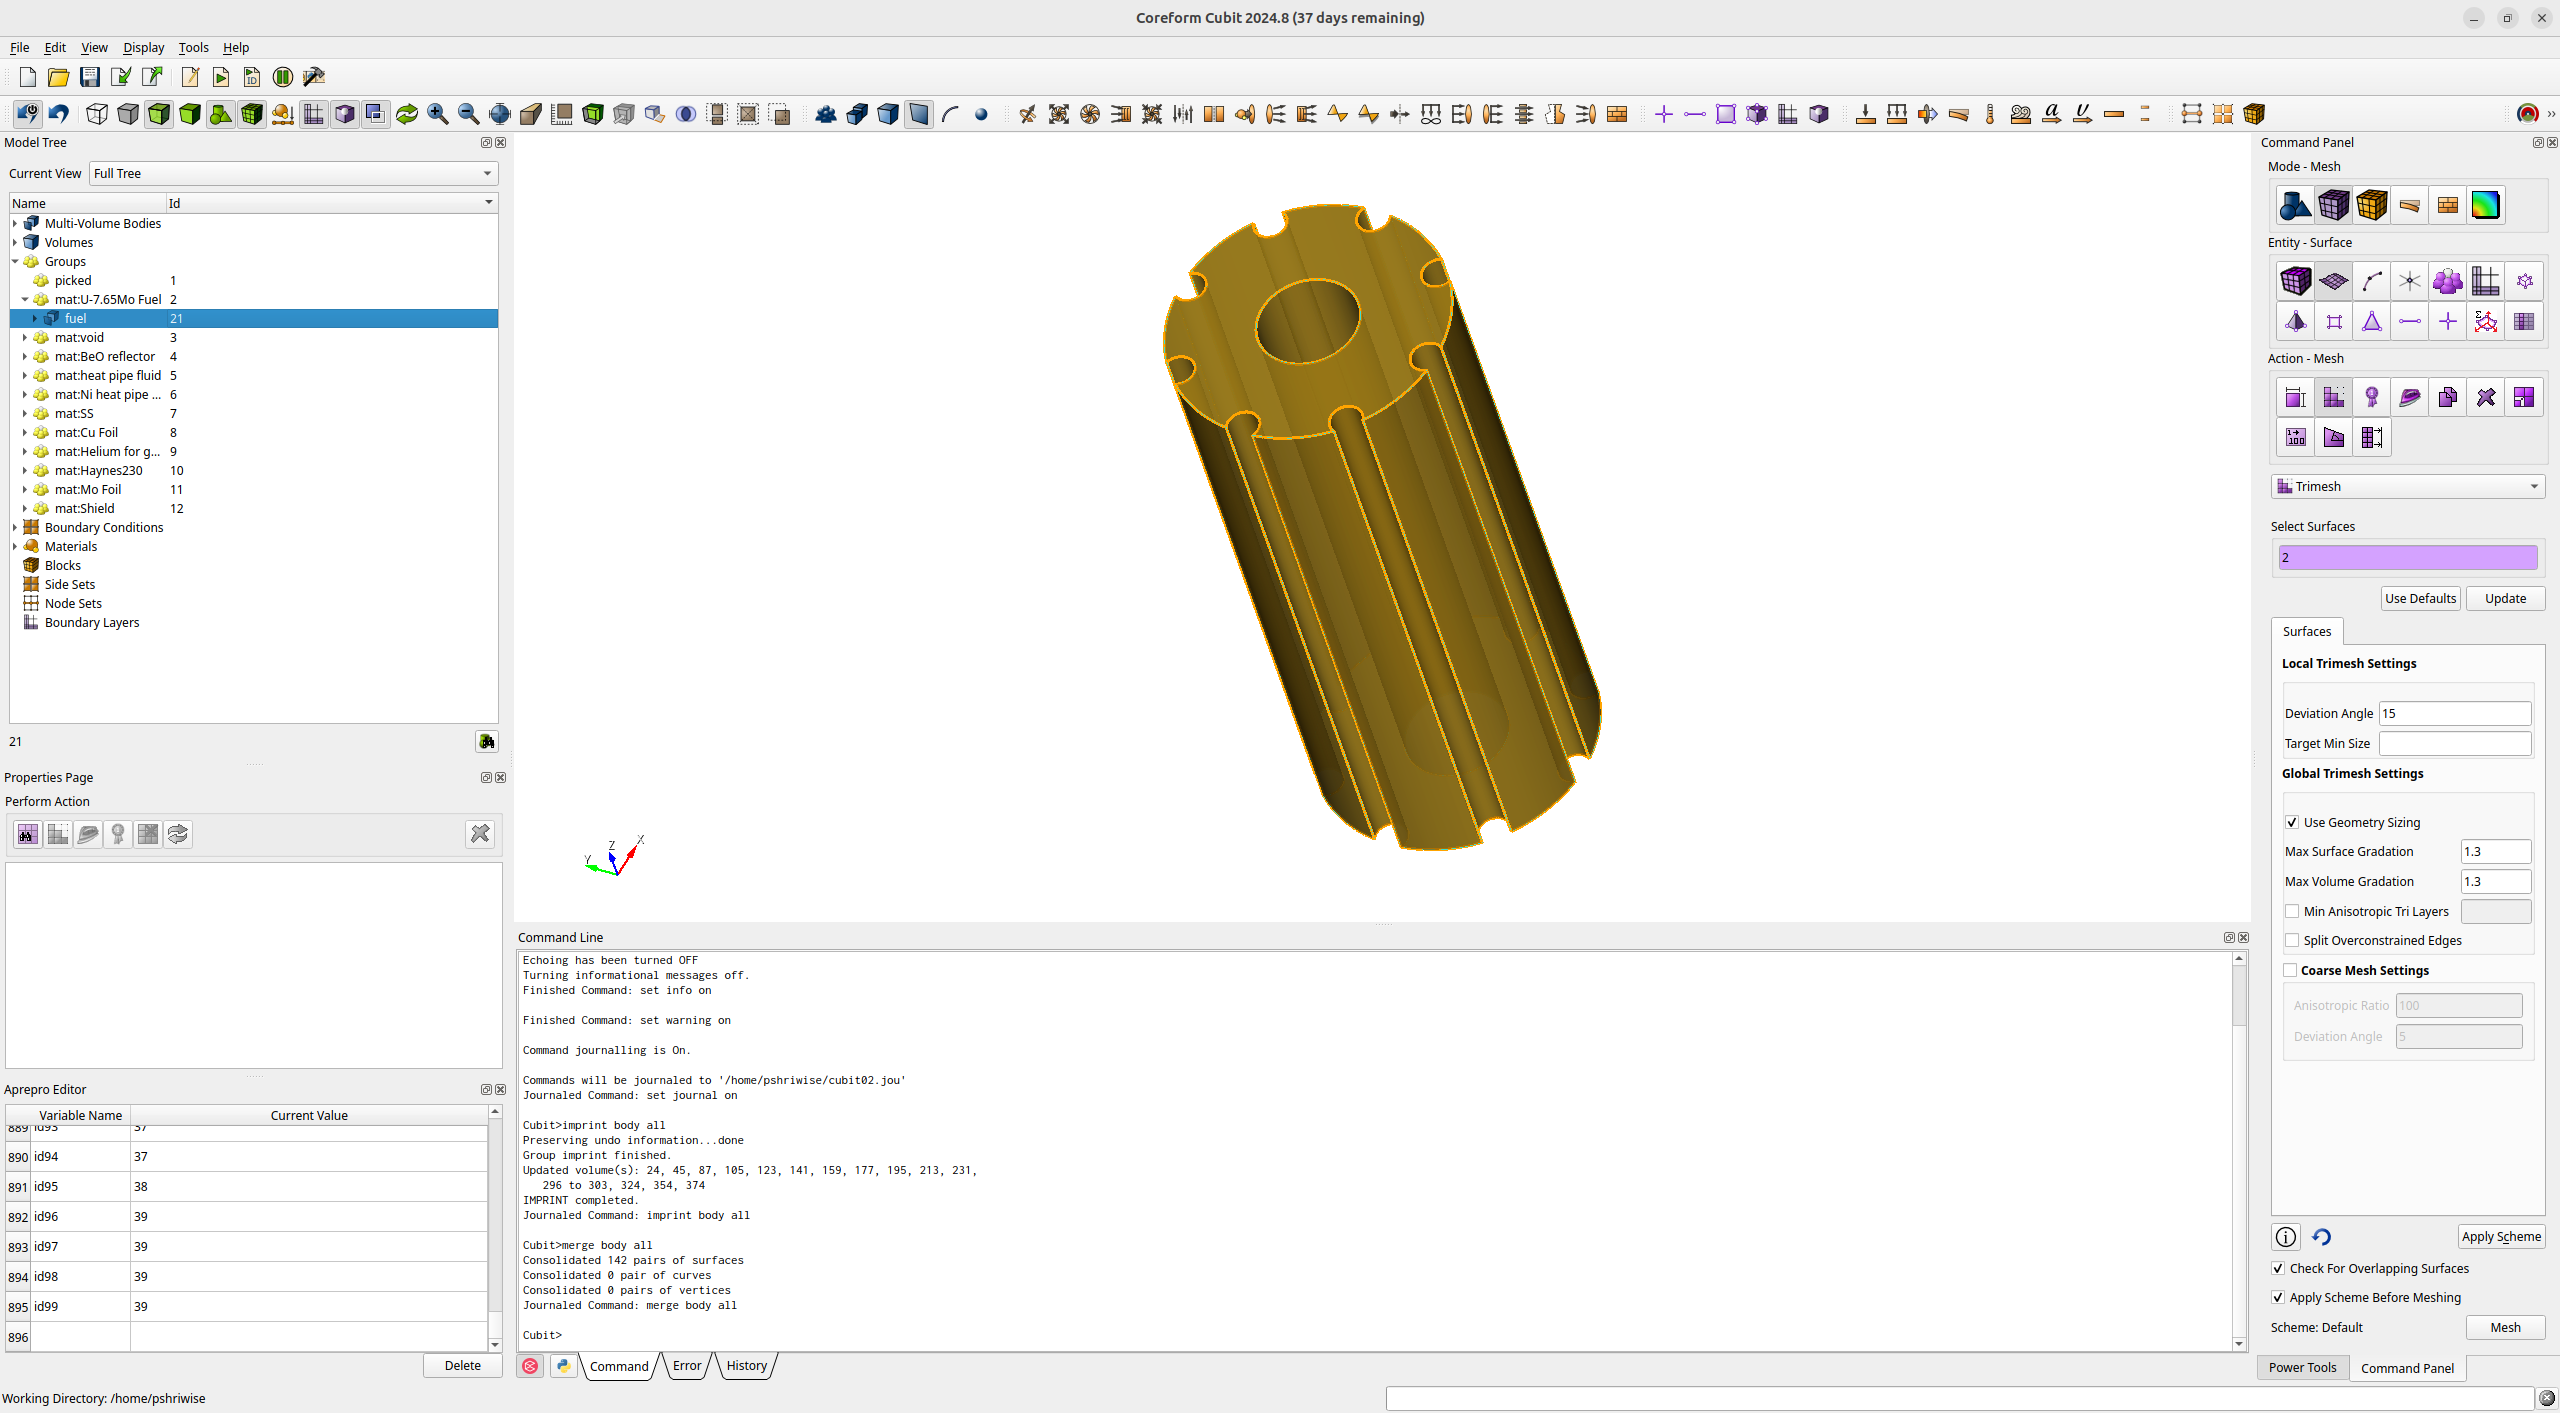 Coreform Cubit 2024.8 (37 days remaining)
File Edit View Display Tools Help
Model Tree
Current View Full Tree
Name Id
Multi-Volume Bodies
Volumes
Groups
picked 1
mat:U-7.65Mo Fuel 2
fuel 21
mat:void 3
mat:BeO reflector 4
mat:heat pipe fluid 5
mat:Ni heat pipe ... 6
mat:SS 7
mat:Cu Foil 8
mat:Helium for g... 9
mat:Haynes230 10
mat:Mo Foil 11
mat:Shield 12
Boundary Conditions
Materials
Blocks
Side Sets
Node Sets
Boundary Layers
21
Properties Page
Perform Action
Aprepro Editor
Variable Name Current Value
889 id93 37
890 id94 37
891 id95 38
892 id96 39
893 id97 39
894 id98 39
895 id99 39
896
Delete
Working Directory: /home/pshriwise
X
Z
Y
Command Line
Echoing has been turned OFF
Turning informational messages off.
Finished Command: set info on
Finished Command: set warning on
Command journalling is On.
Commands will be journaled to '/home/pshriwise/cubit02.jou'
Journaled Command: set journal on
Cubit>imprint body all
Preserving undo information...done
Group imprint finished.
Updated volume(s): 24, 45, 87, 105, 123, 141, 159, 177, 195, 213, 231,
296 to 303, 324, 354, 374
IMPRINT completed.
Journaled Command: imprint body all
Cubit>merge body all
Consolidated 142 pairs of surfaces
Consolidated 0 pair of curves
Consolidated 0 pairs of vertices
Journaled Command: merge body all
Cubit>
Command Error History
Command Panel
Mode - Mesh
Entity - Surface
Action - Mesh
Trimesh
Select Surfaces
2
Use Defaults Update
Surfaces
Local Trimesh Settings
Deviation Angle 15
Target Min Size
Global Trimesh Settings
Use Geometry Sizing
Max Surface Gradation 1.3
Max Volume Gradation 1.3
Min Anisotropic Tri Layers
Split Overconstrained Edges
Coarse Mesh Settings
Anisotropic Ratio 100
Deviation Angle 5
Apply Scheme
Check For Overlapping Surfaces
Apply Scheme Before Meshing
Scheme: Default Mesh
Power Tools Command Panel